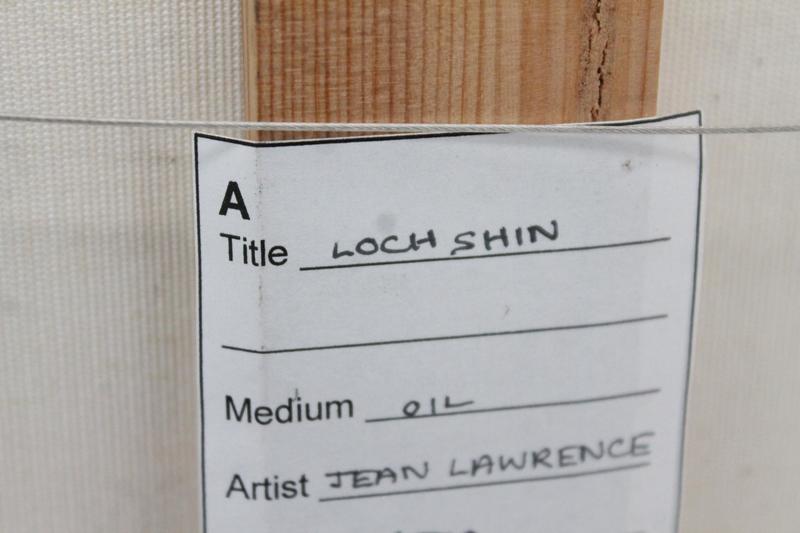 A
Title LOCH SHIN
Medium OIL
Artist JEAN LAWRENCE